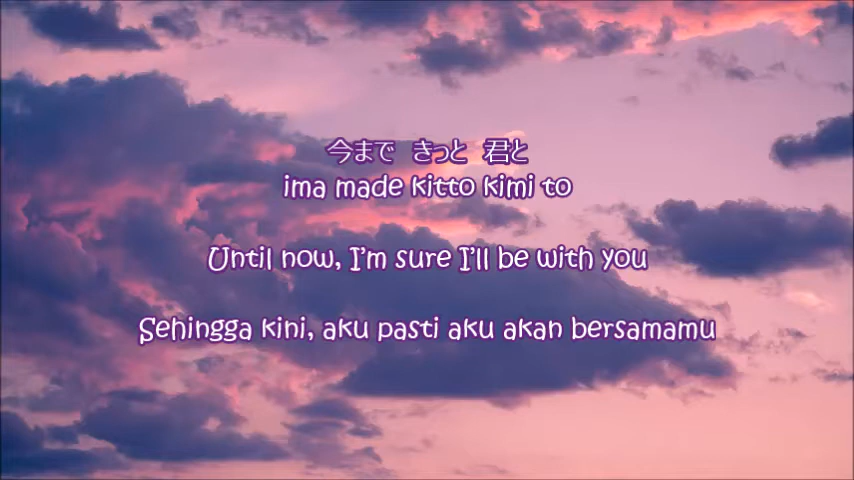 今まで　きっと　君と
ima made kitto kimi to
Until now, I'm sure I'll be with you
Sehingga kini, aku pasti aku akan bersamamu